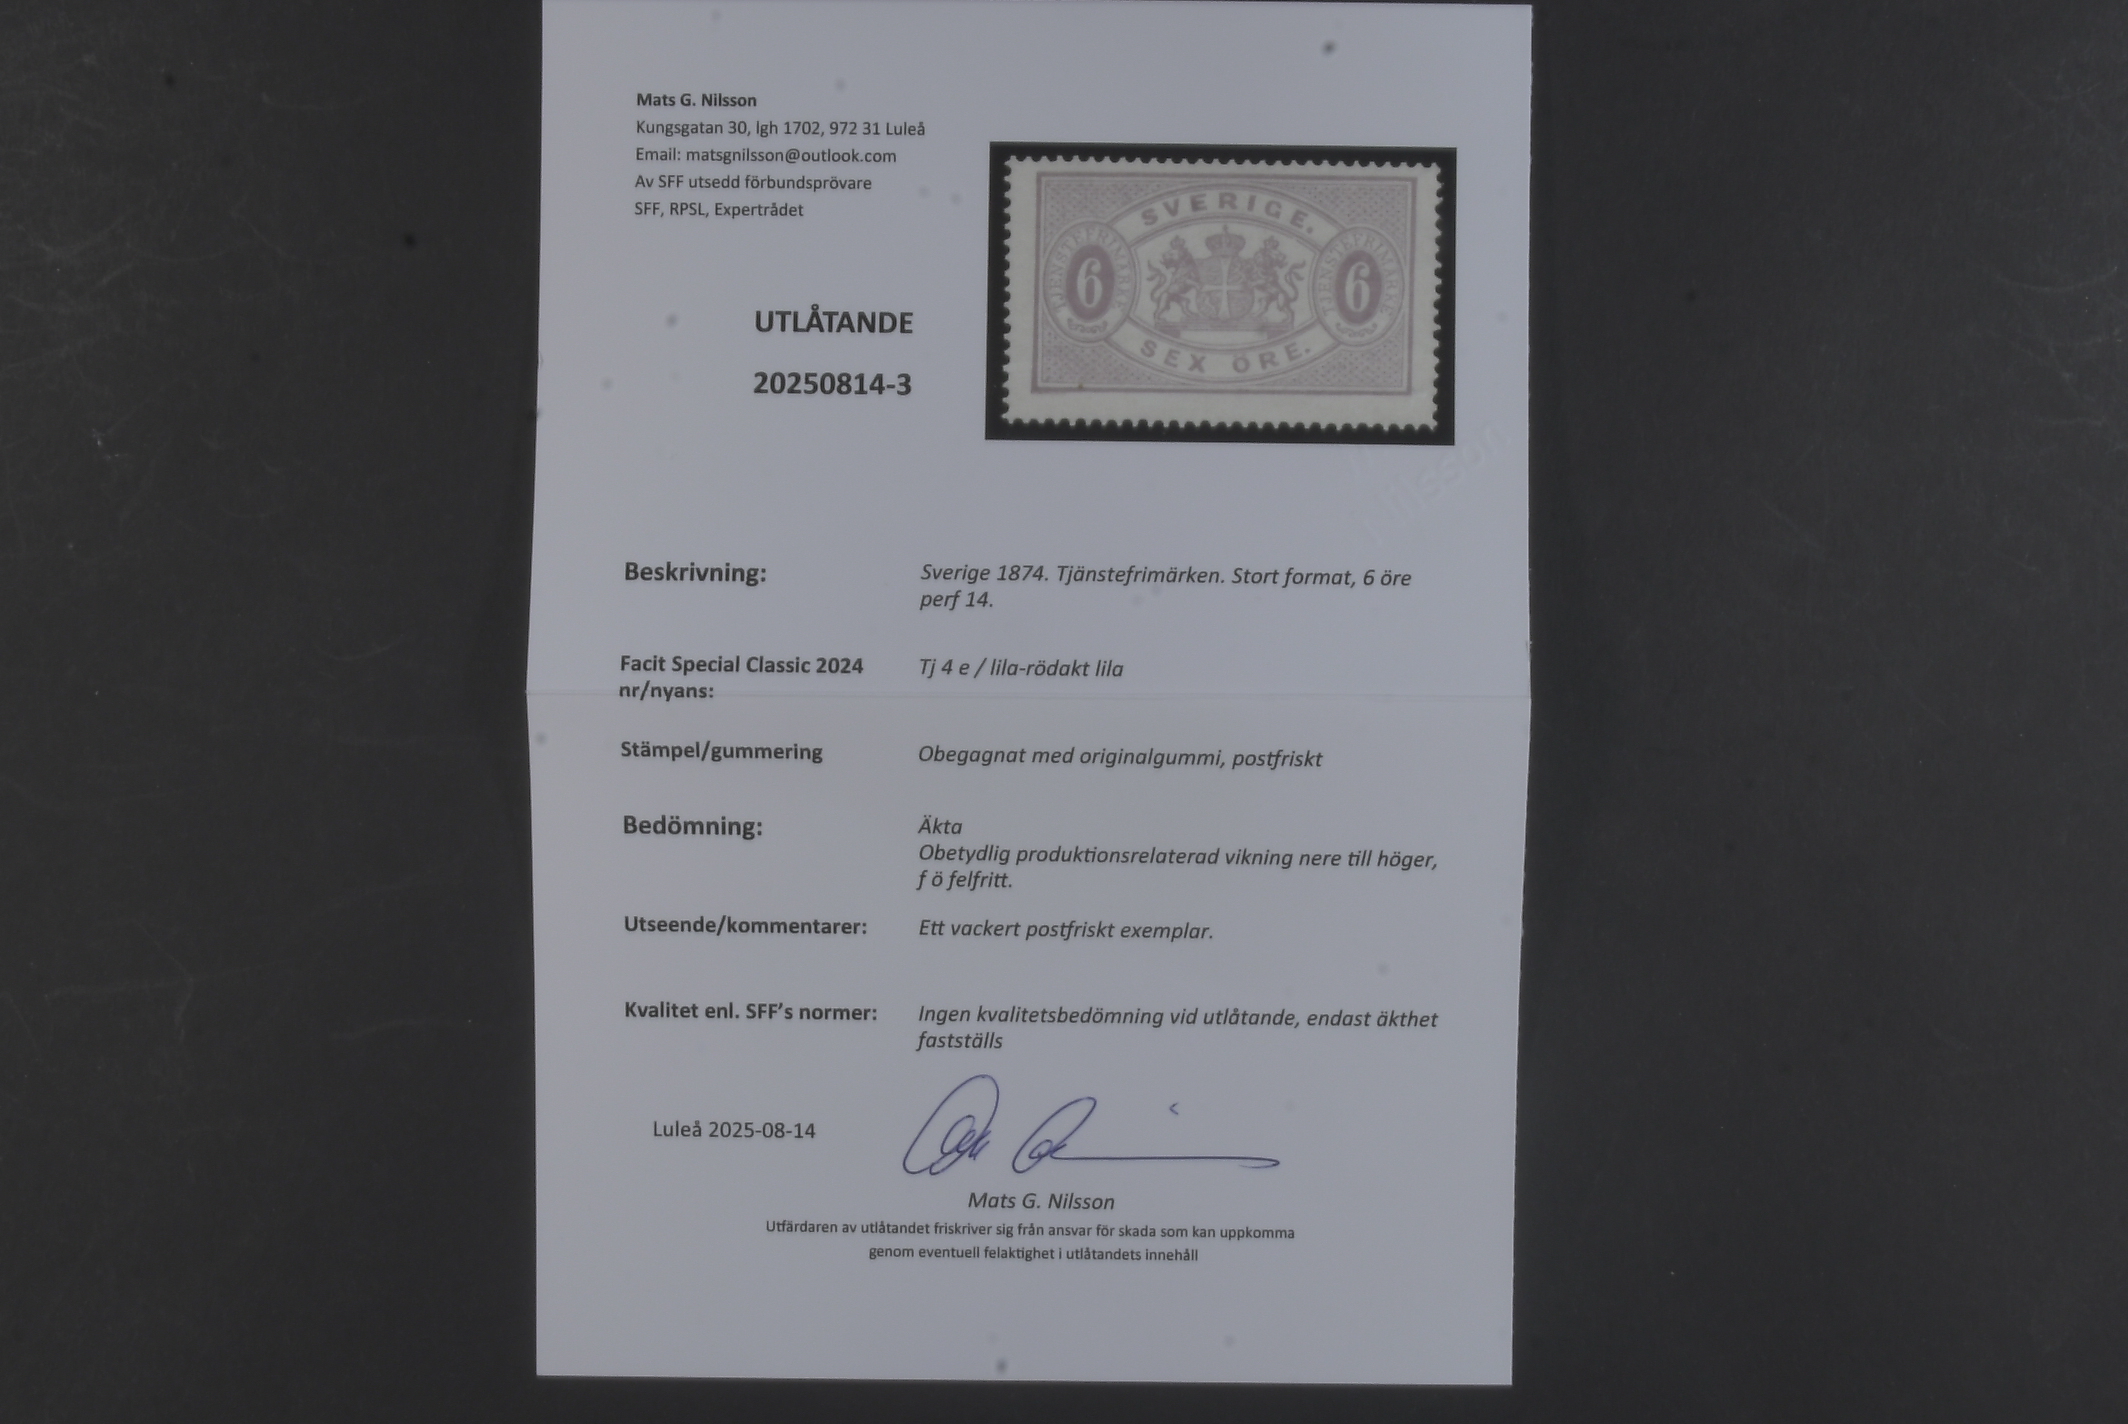 Mats G. Nilsson
Kungsgatan 30, lgh 1702, 972 31 Luleå
Email: matsgnilsson@outlook.com
Av SFF utsedd förbundsprövare
SFF, RPSL, Expertrådet
SVERIGE.
TJENSTEFRIMÄRKE
6
TJENSTEFRIMÄRKE
6
SEX ÖRE.
UTLÅTANDE
20250814-3
Nilsson
Beskrivning:
Sverige 1874. Tjänstefrimärken. Stort format, 6 öre
perf 14.
Facit Special Classic 2024
nr/nyans:
Tj 4 e / lila-rödakt lila
Stämpel/gummering
Obegagnat med originalgummi, postfriskt
Bedömning:
Äkta
Obetydlig produktionsrelaterad vikning nere till höger,
f ö felfritt.
Utseende/kommentarer:
Ett vackert postfriskt exemplar.
Kvalitet enl. SFF’s normer:
Ingen kvalitetsbedömning vid utlåtande, endast äkthet
fastställs
Luleå 2025-08-14
Mats G. Nilsson
Utfärdaren av utlåtandet friskriver sig från ansvar för skada som kan uppkomma
genom eventuell felaktighet i utlåtandets innehåll